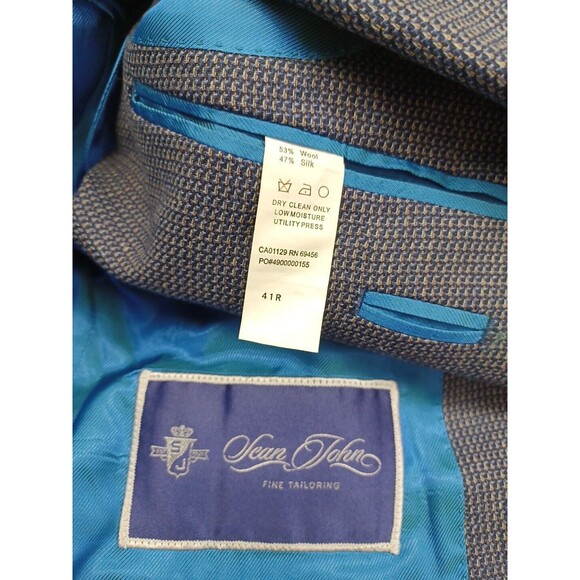 53% Wool
47% Silk
DRY CLEAN ONLY
LOW MOISTURE
UTILITY PRESS
CA01129 RN 69456
PO#4900000155
41R
S
J
Sean John
FINE TAILORING